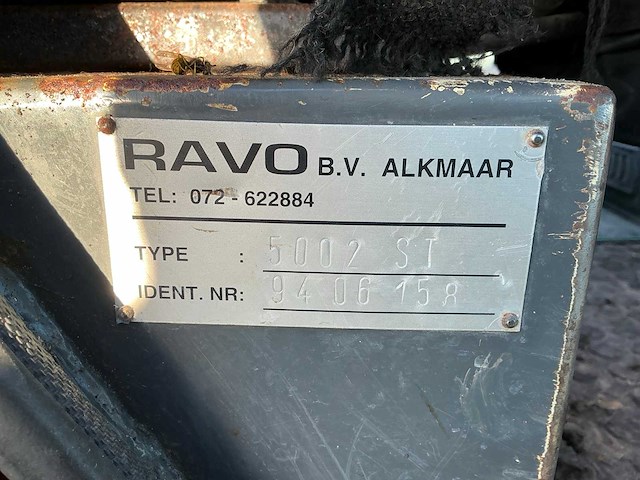 RAVO B.V. ALKMAAR
TEL: 072 - 622884
TYPE : 5002 ST
IDENT. NR: 94 06 158